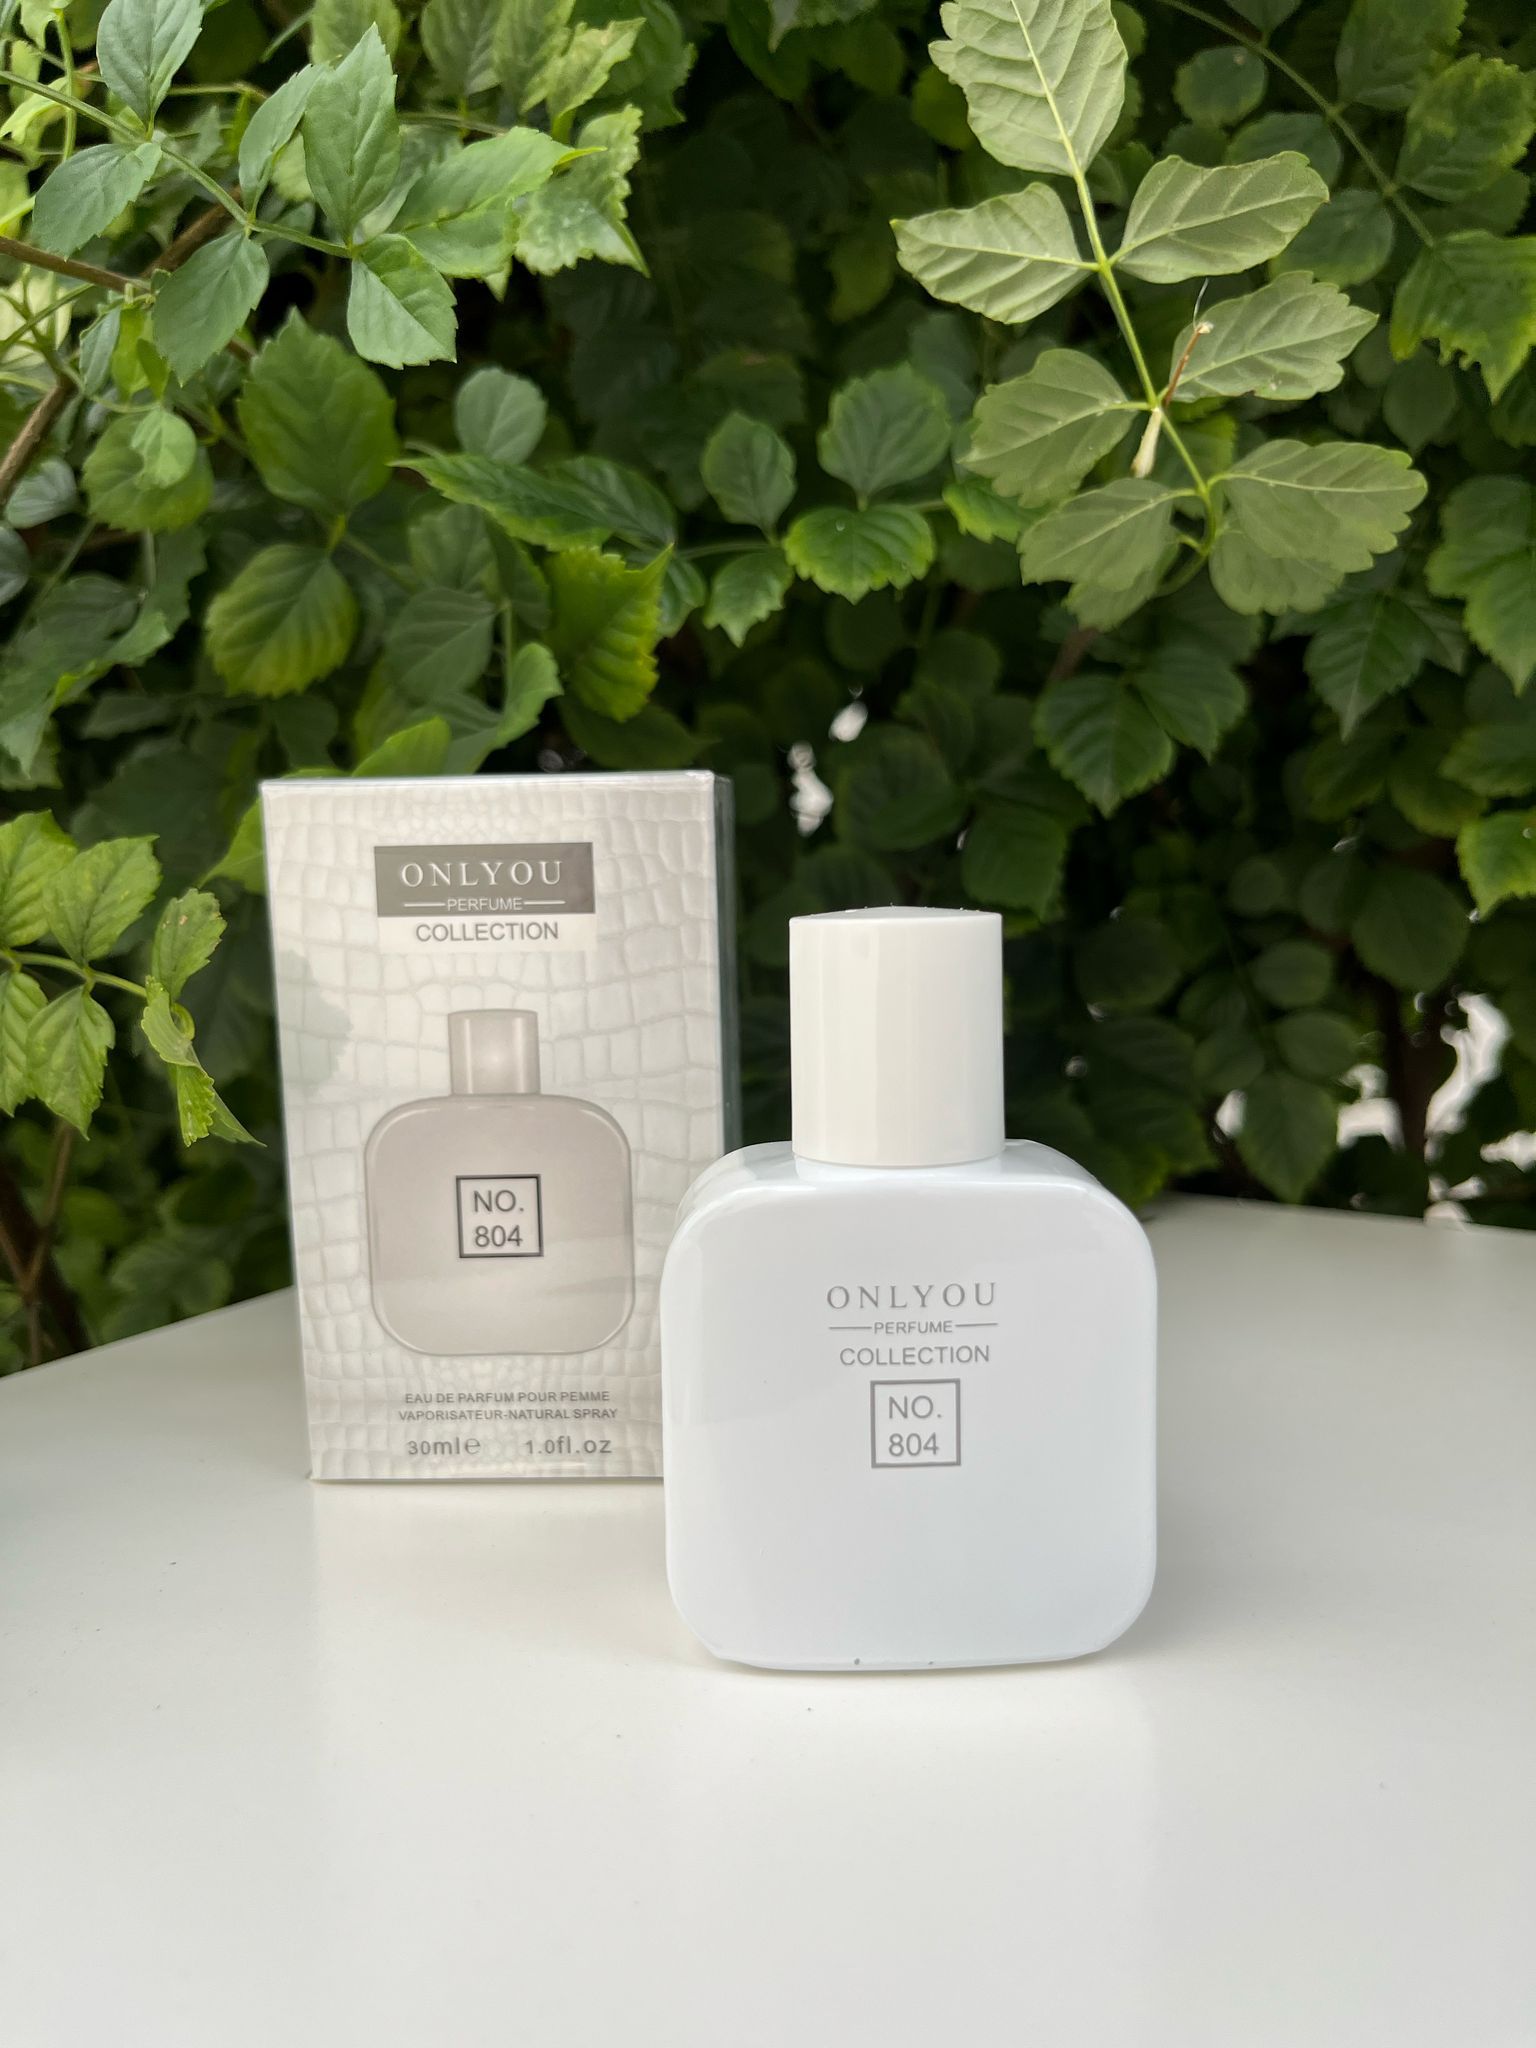 ONLYOU
PERFUME
COLLECTION
NO.
804
EAU DE PARFUM POUR PEMME
VAPORISATEUR-NATURAL SPRAY
30ml℮ 1.0fl.oz
ONLYOU
PERFUME
COLLECTION
NO.
804